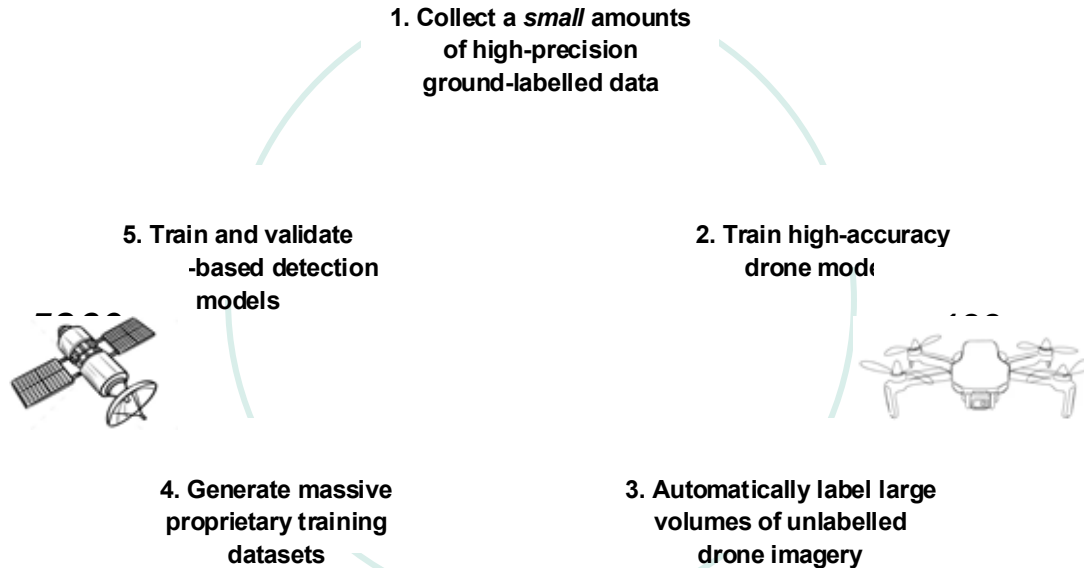 1. Collect a small amounts
of high-precision
ground-labelled data
5. Train and validate
-based detection
models
2. Train high-accuracy
drone
4. Generate massive
proprietary training
datasets
3. Automatically label large
volumes of unlabelled
drone imagery